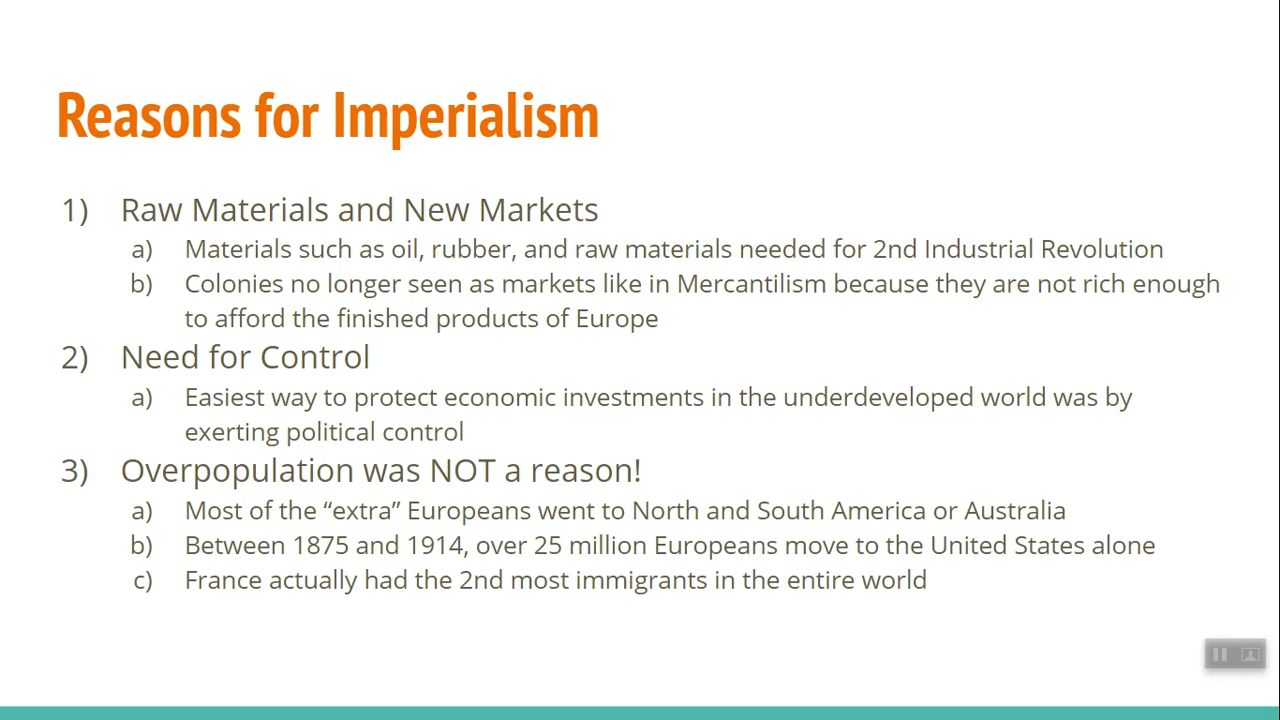 Reasons for Imperialism
1) Raw Materials and New Markets
a) Materials such as oil, rubber, and raw materials needed for 2nd Industrial Revolution
b) Colonies no longer seen as markets like in Mercantilism because they are not rich enough
to afford the finished products of Europe
2) Need for Control
a) Easiest way to protect economic investments in the underdeveloped world was by
exerting political control
3) Overpopulation was NOT a reason!
a) Most of the “extra” Europeans went to North and South America or Australia
b) Between 1875 and 1914, over 25 million Europeans move to the United States alone
c) France actually had the 2nd most immigrants in the entire world